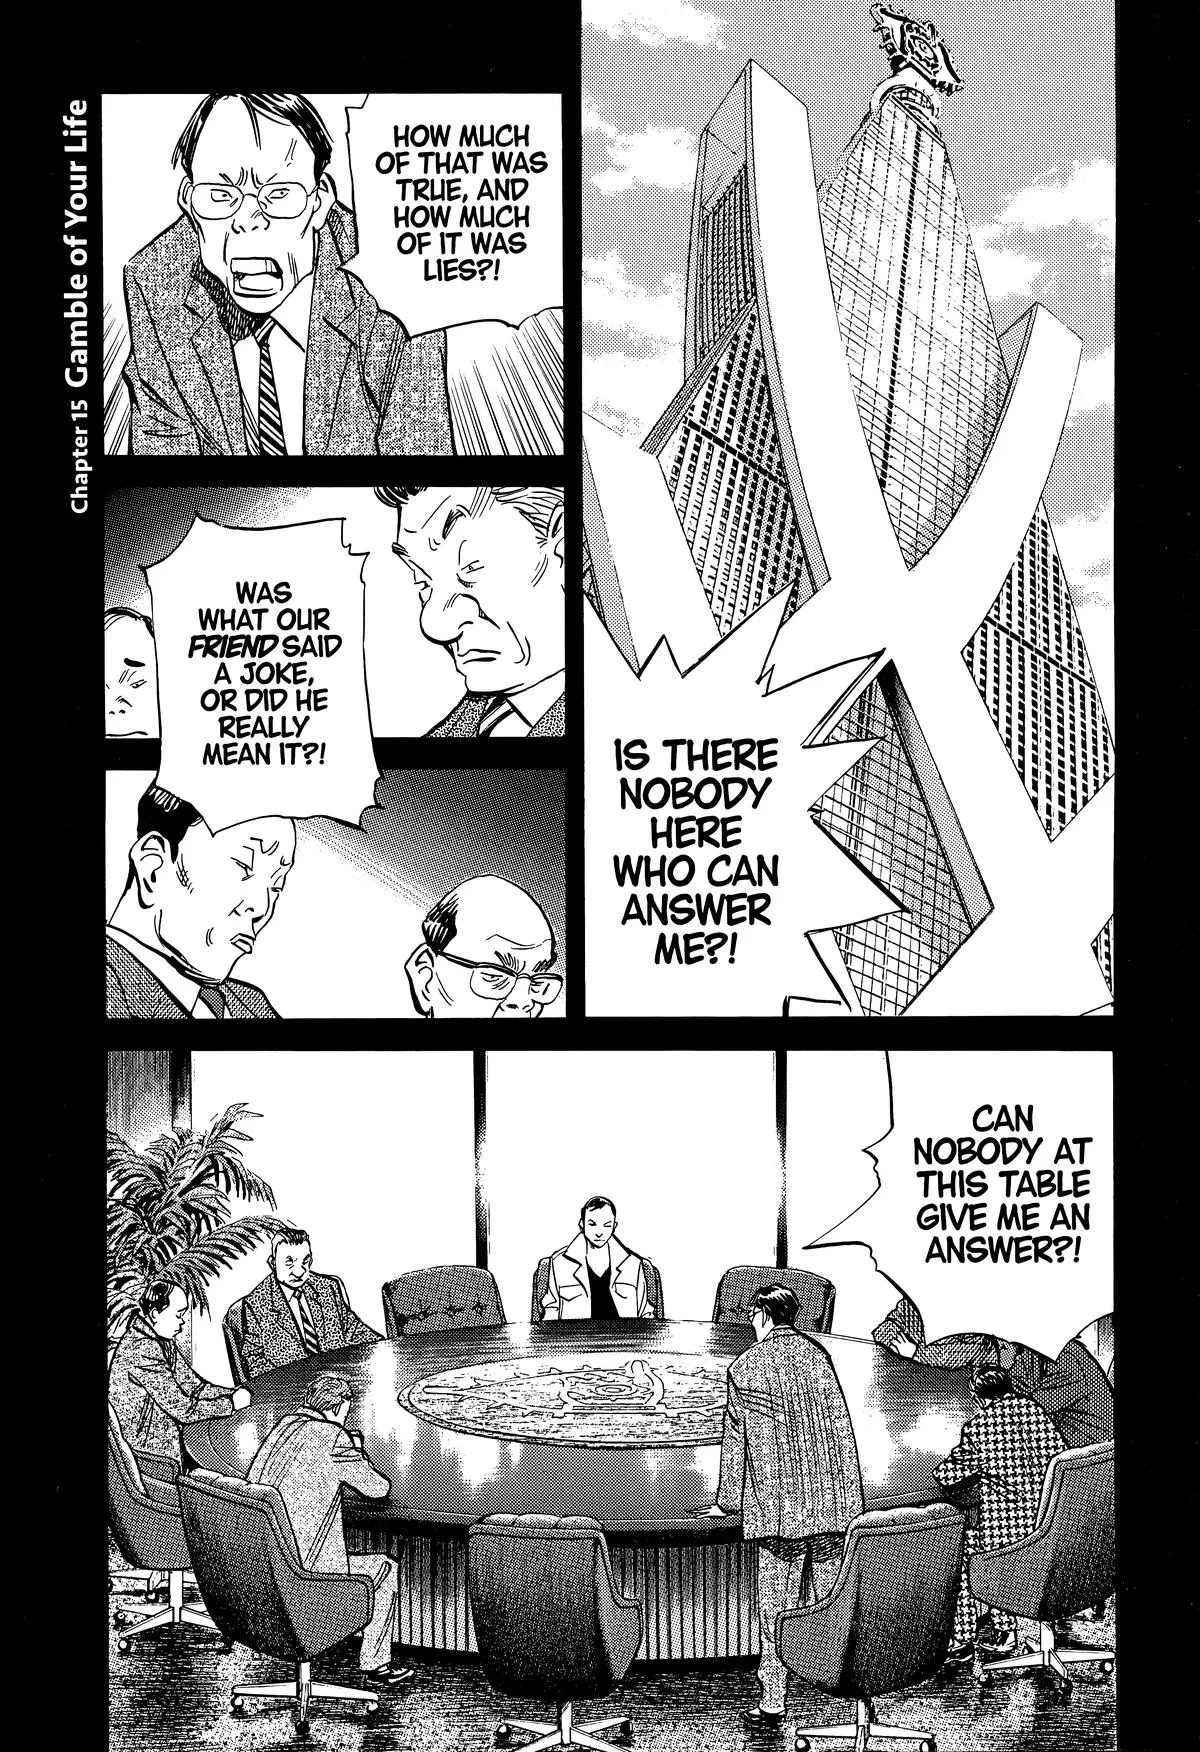 Chapter 15 Gamble of Your Life
IS THERE
NOBODY
HERE
WHO CAN
ANSWER
ME?!
HOW MUCH
OF THAT WAS
TRUE, AND
HOW MUCH
OF IT WAS
LIES?!
WAS
WHAT OUR
FRIEND SAID
A JOKE,
OR DID HE
REALLY
MEAN IT?!
CAN
NOBODY AT
THIS TABLE
GIVE ME AN
ANSWER?!